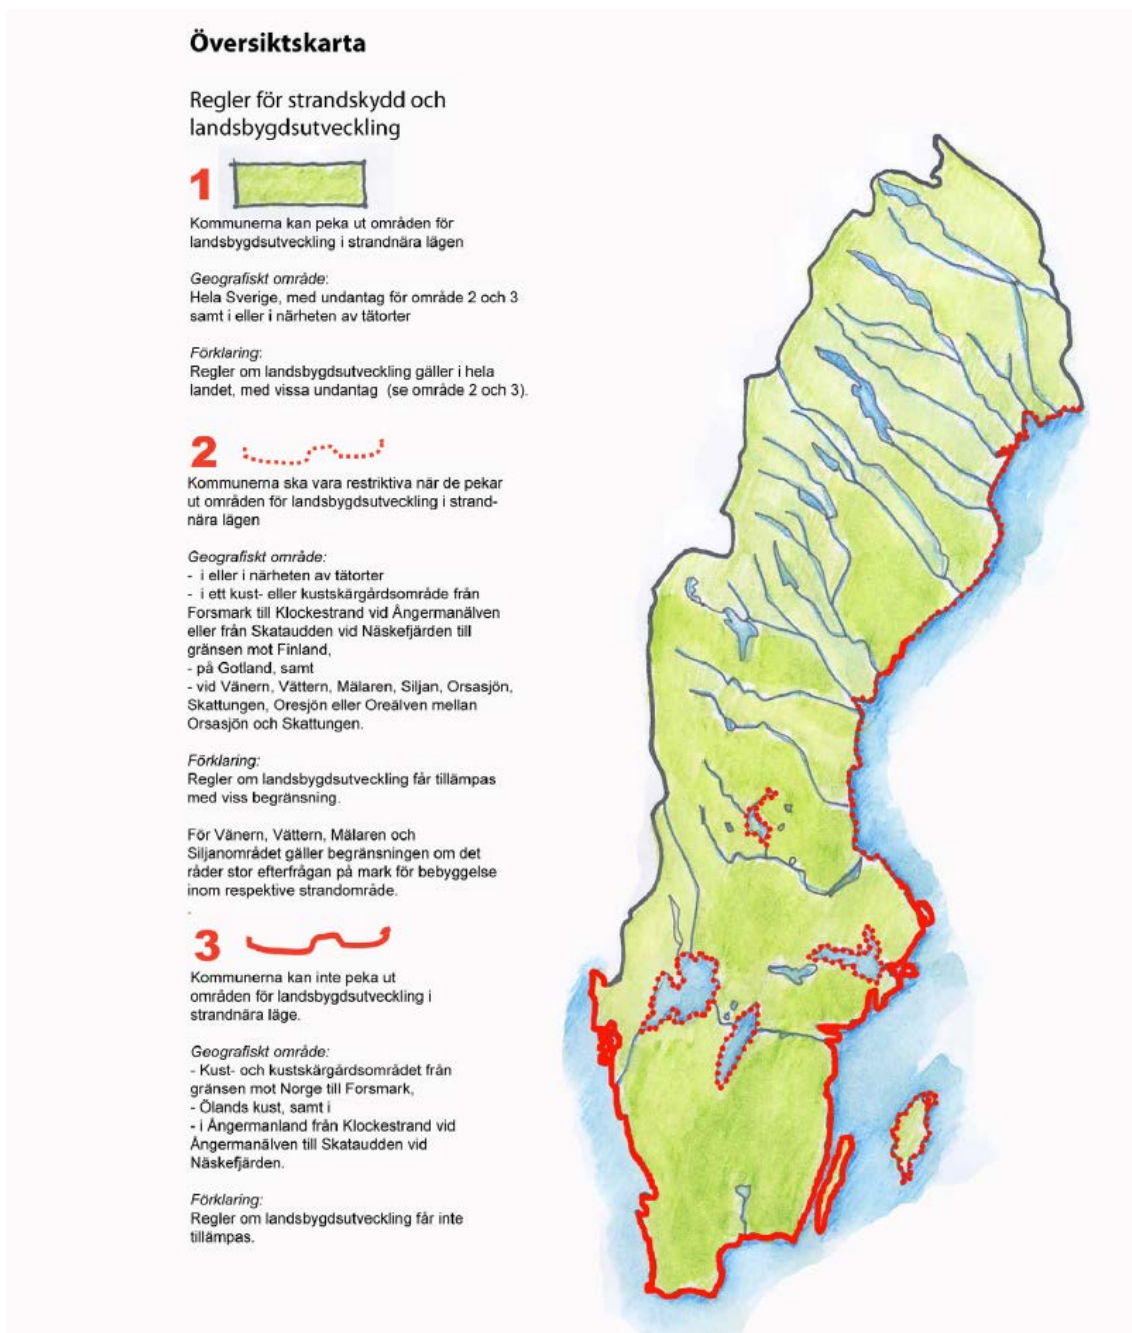 Översiktskarta
Regler för strandskydd och
landsbygdsutveckling
1
Kommunerna kan peka ut områden för
landsbygdsutveckling i strandnära lägen
Geografiskt område:
Hela Sverige, med undantag för område 2 och 3
samt i eller i närheten av tätorter
Förklaring:
Regler om landsbygdsutveckling gäller i hela
landet, med vissa undantag (se område 2 och 3).
2
Kommunerna ska vara restriktiva när de pekar
ut områden för landsbygdsutveckling i strand-
nära lägen
Geografiskt område:
- i eller i närheten av tätorter
- i ett kust- eller kustskärgårdsområde från
Forsmark till Klockestrand vid Ångermanälven
eller från Skataudden vid Näskefjärden till
gränsen mot Finland,
- på Gotland, samt
- vid Vänern, Vättern, Mälaren, Siljan, Orsasjön,
Skattungen, Oresjön eller Oreälven mellan
Orsasjön och Skattungen.
Förklaring:
Regler om landsbygdsutveckling får tillämpas
med viss begränsning.
För Vänern, Vättern, Mälaren och
Siljanområdet gäller begränsningen om det
råder stor efterfrågan på mark för bebyggelse
inom respektive strandområde.
3
Kommunerna kan inte peka ut
områden för landsbygdsutveckling i
strandnära läge.
Geografiskt område:
- Kust- och kustskärgårdsområdet från
gränsen mot Norge till Forsmark,
- Ölands kust, samt i
- i Ångermanland från Klockestrand vid
Ångermanälven till Skataudden vid
Näskefjärden.
Förklaring:
Regler om landsbygdsutveckling får inte
tillämpas.